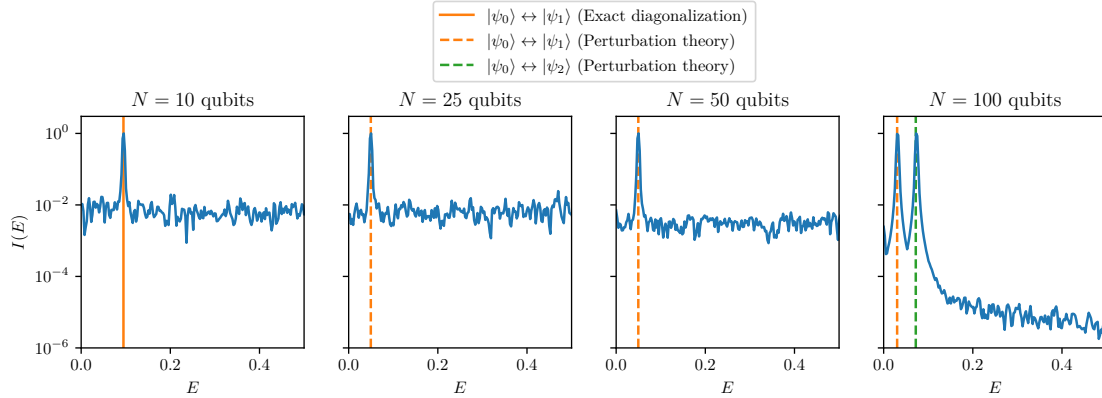 |ψ₀⟩ ↔ |ψ₁⟩ (Exact diagonalization)
|ψ₀⟩ ↔ |ψ₁⟩ (Perturbation theory)
|ψ₀⟩ ↔ |ψ₂⟩ (Perturbation theory)
N = 10 qubits
N = 25 qubits
N = 50 qubits
N = 100 qubits
I(E)
10⁰
10⁻²
10⁻⁴
10⁻⁶
0.0 0.2 0.4
0.0 0.2 0.4
0.0 0.2 0.4
0.0 0.2 0.4
E
E
E
E